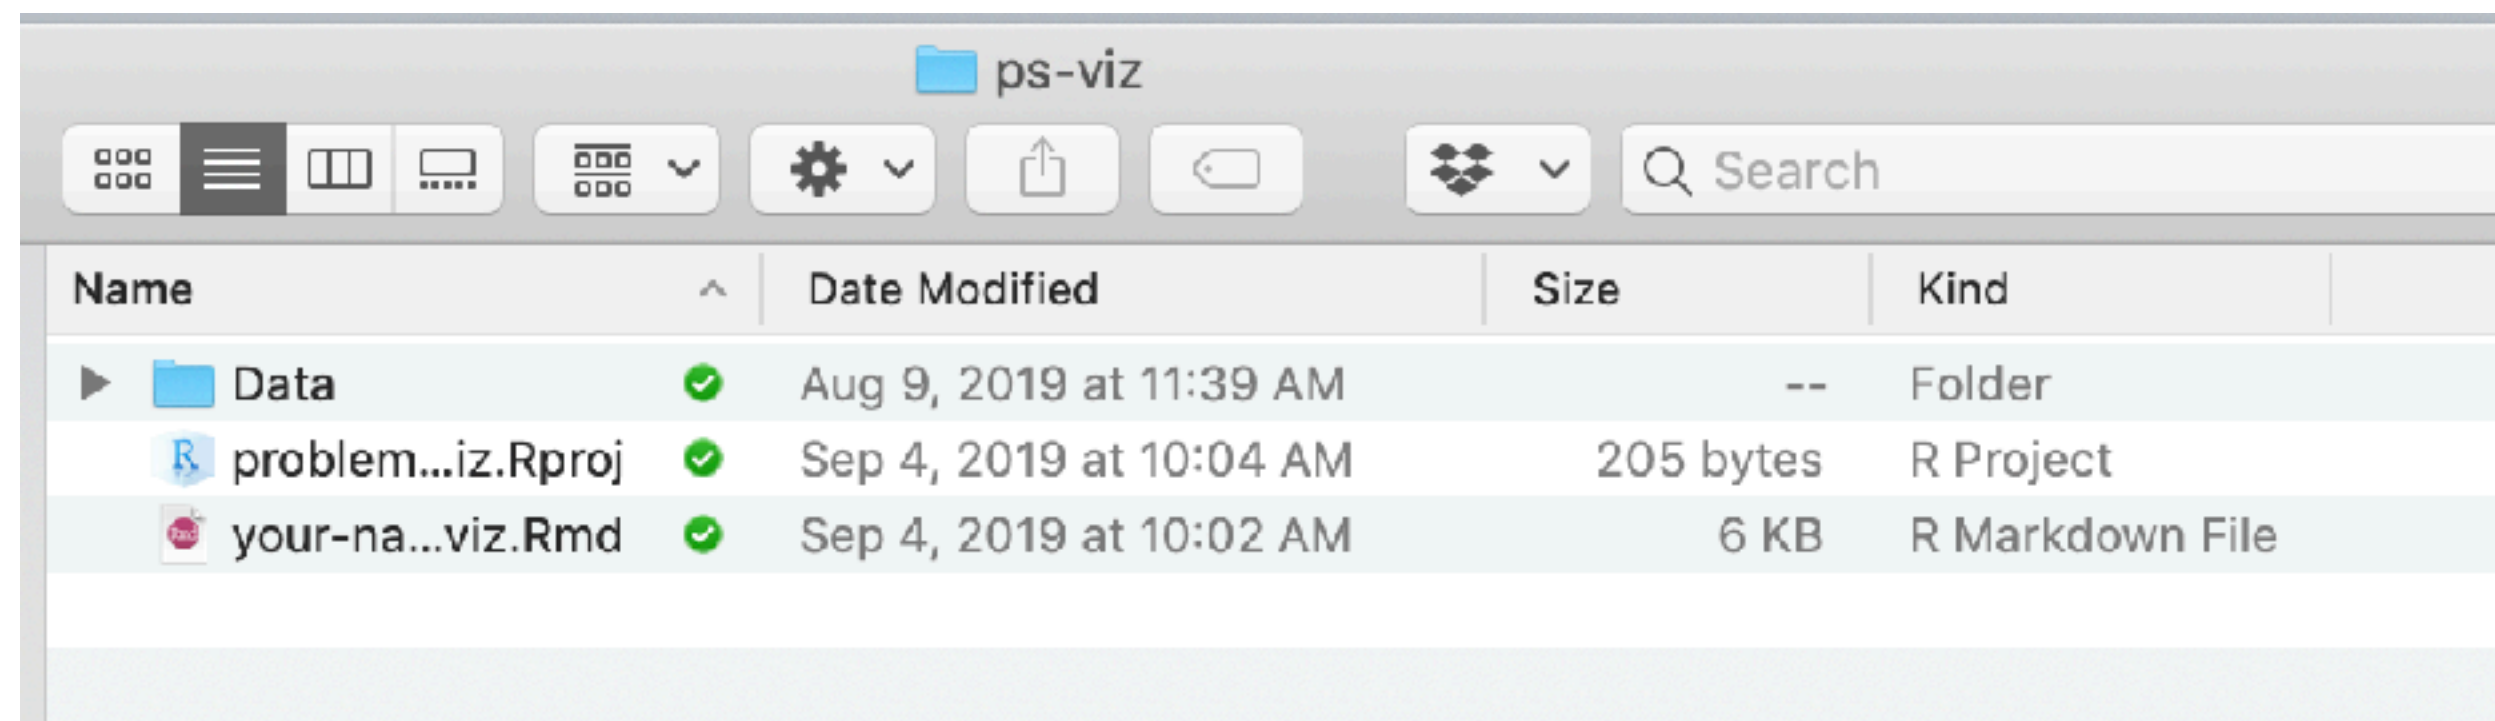 ps-viz
Search
Name Date Modified Size Kind
Data Aug 9, 2019 at 11:39 AM -- Folder
problem...iz.Rproj Sep 4, 2019 at 10:04 AM 205 bytes R Project
your-na...viz.Rmd Sep 4, 2019 at 10:02 AM 6 KB R Markdown File